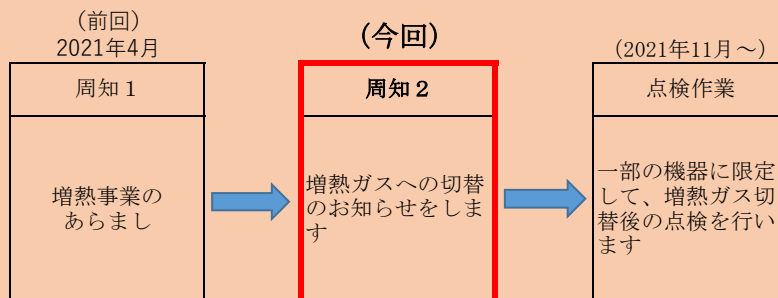 （前回）
2021年4月
周知１
増熱事業の
あらまし
（今回）
周知２
増熱ガスへの切替
のお知らせをしま
す
（2021年11月～）
点検作業
一部の機器に限定
して、増熱ガス切
替後の点検を行い
ます